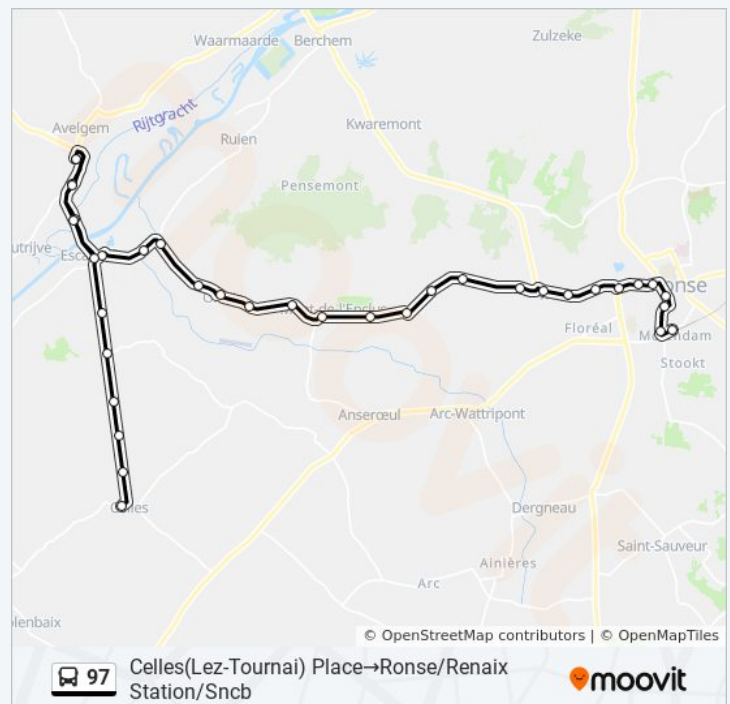 Waarmaarde
Berchem
Zulzeke
Rijtgracht
Avelgem
Kwaremont
Ruien
Pensemont
utrijve
Esc
nse
Floréal
Stookt
Anserœul
Arc-Wattripont
Celles
Dergneau
Saint-Sauveur
Ainières
Arc
olenbaix
© OpenStreetMap contributors | © OpenMapTiles
97
Celles(Lez-Tournai) Place→Ronse/Renaix
Station/Sncb
moovit